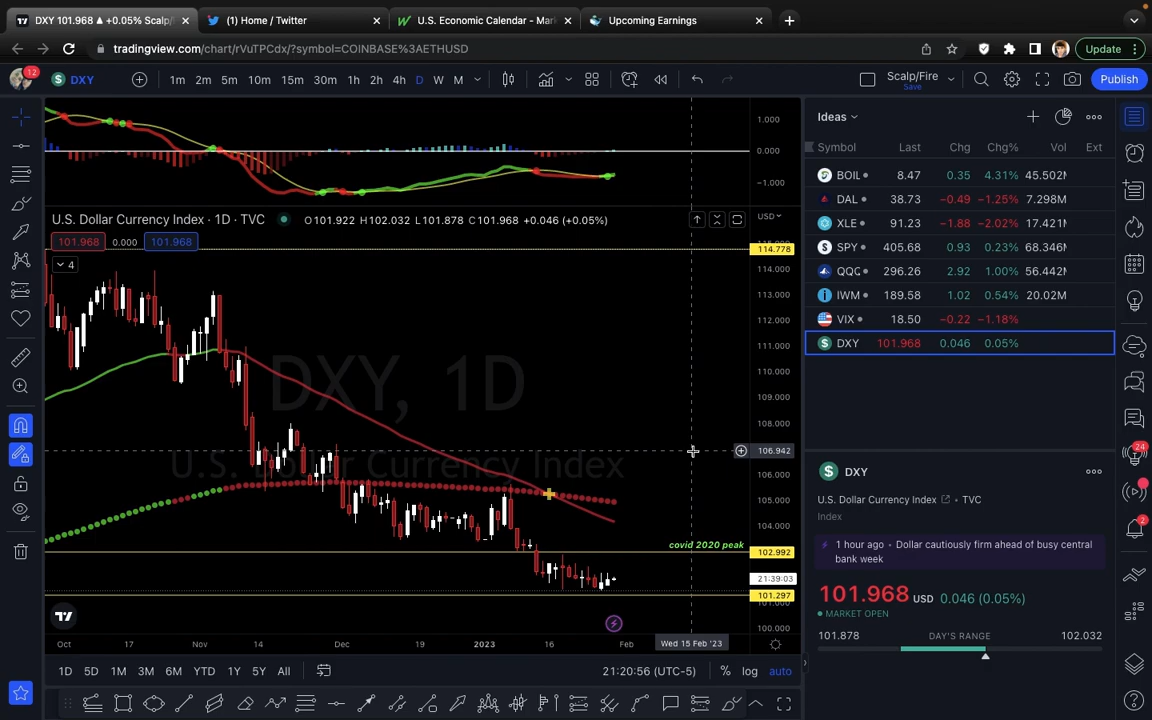 DXY 101.968 ▲ +0.05% Scalp/
(1) Home / Twitter
U.S. Economic Calendar - Mark
Upcoming Earnings
tradingview.com/chart/rVuTPCdx/?symbol=COINBASE%3AETHUSD
Update
12
DXY
1m 2m 5m 10m 15m 30m 1h 2h 4h D W M
Scalp/Fire
Save
Publish
1.000
0.000
−1.000
U.S. Dollar Currency Index · 1D · TVC
O101.922 H102.032 L101.878 C101.968 +0.046 (+0.05%)
USD
101.968 0.000 101.968
4
114.778
114.000
113.000
112.000
111.000
110.000
109.000
108.000
106.942
106.000
105.000
104.000
102.992
21:39:03
101.297
100.000
DXY, 1D
U.S. Dollar Currency Index
covid 2020 peak
Oct 17 Nov 14 Dec 19 2023 16 Feb
Wed 15 Feb '23
1D 5D 1M 3M 6M YTD 1Y 5Y All
21:20:56 (UTC-5)
% log auto
Ideas
Symbol Last Chg Chg% Vol Ext
BOIL 8.47 0.35 4.31% 45.502M
DAL 38.73 −0.49 −1.25% 7.298M
XLE 91.23 −1.88 −2.02% 17.421M
SPY 405.68 0.93 0.23% 68.346M
QQQ 296.26 2.92 1.00% 56.442M
IWM 189.58 1.02 0.54% 20.02M
VIX 18.50 −0.22 −1.18%
DXY 101.968 0.046 0.05%
DXY
U.S. Dollar Currency Index TVC
Index
1 hour ago • Dollar cautiously firm ahead of busy central
bank week
101.968 USD 0.046 (0.05%)
MARKET OPEN
101.878 DAY'S RANGE 102.032
24
2